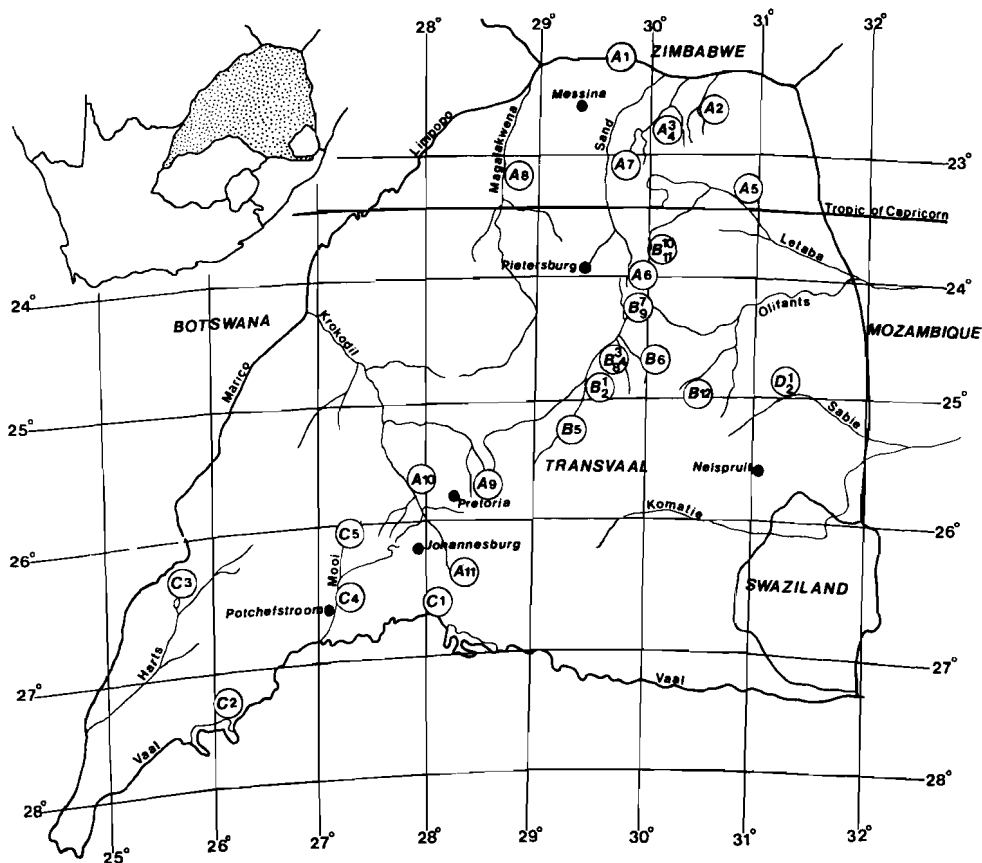 28°
29°
30°
31°
32°
ZIMBABWE
A1
Messina
A2
A3
4
Limpopo
Magalakwena
Sand
A7
A8
A5
23°
Tropic of Capricorn
Letaba
B10
11
Pietersburg
A6
24°
24°
BOTSWANA
Krokodil
B7
9
Olifants
MOZAMBIQUE
B3,4
8
B6
Marico
B1
2
B12
D1
2
25°
25°
B5
Sabie
TRANSVAAL
Nelspruit
A10
A9
Pretoria
Komatie
26°
26°
C5
Johannesburg
Mooi
A11
C3
C4
C1
SWAZILAND
Potchefstroom
Harts
27°
27°
Vaal
C2
Vaal
28°
28°
25°
26°
27°
28°
29°
30°
31°
32°